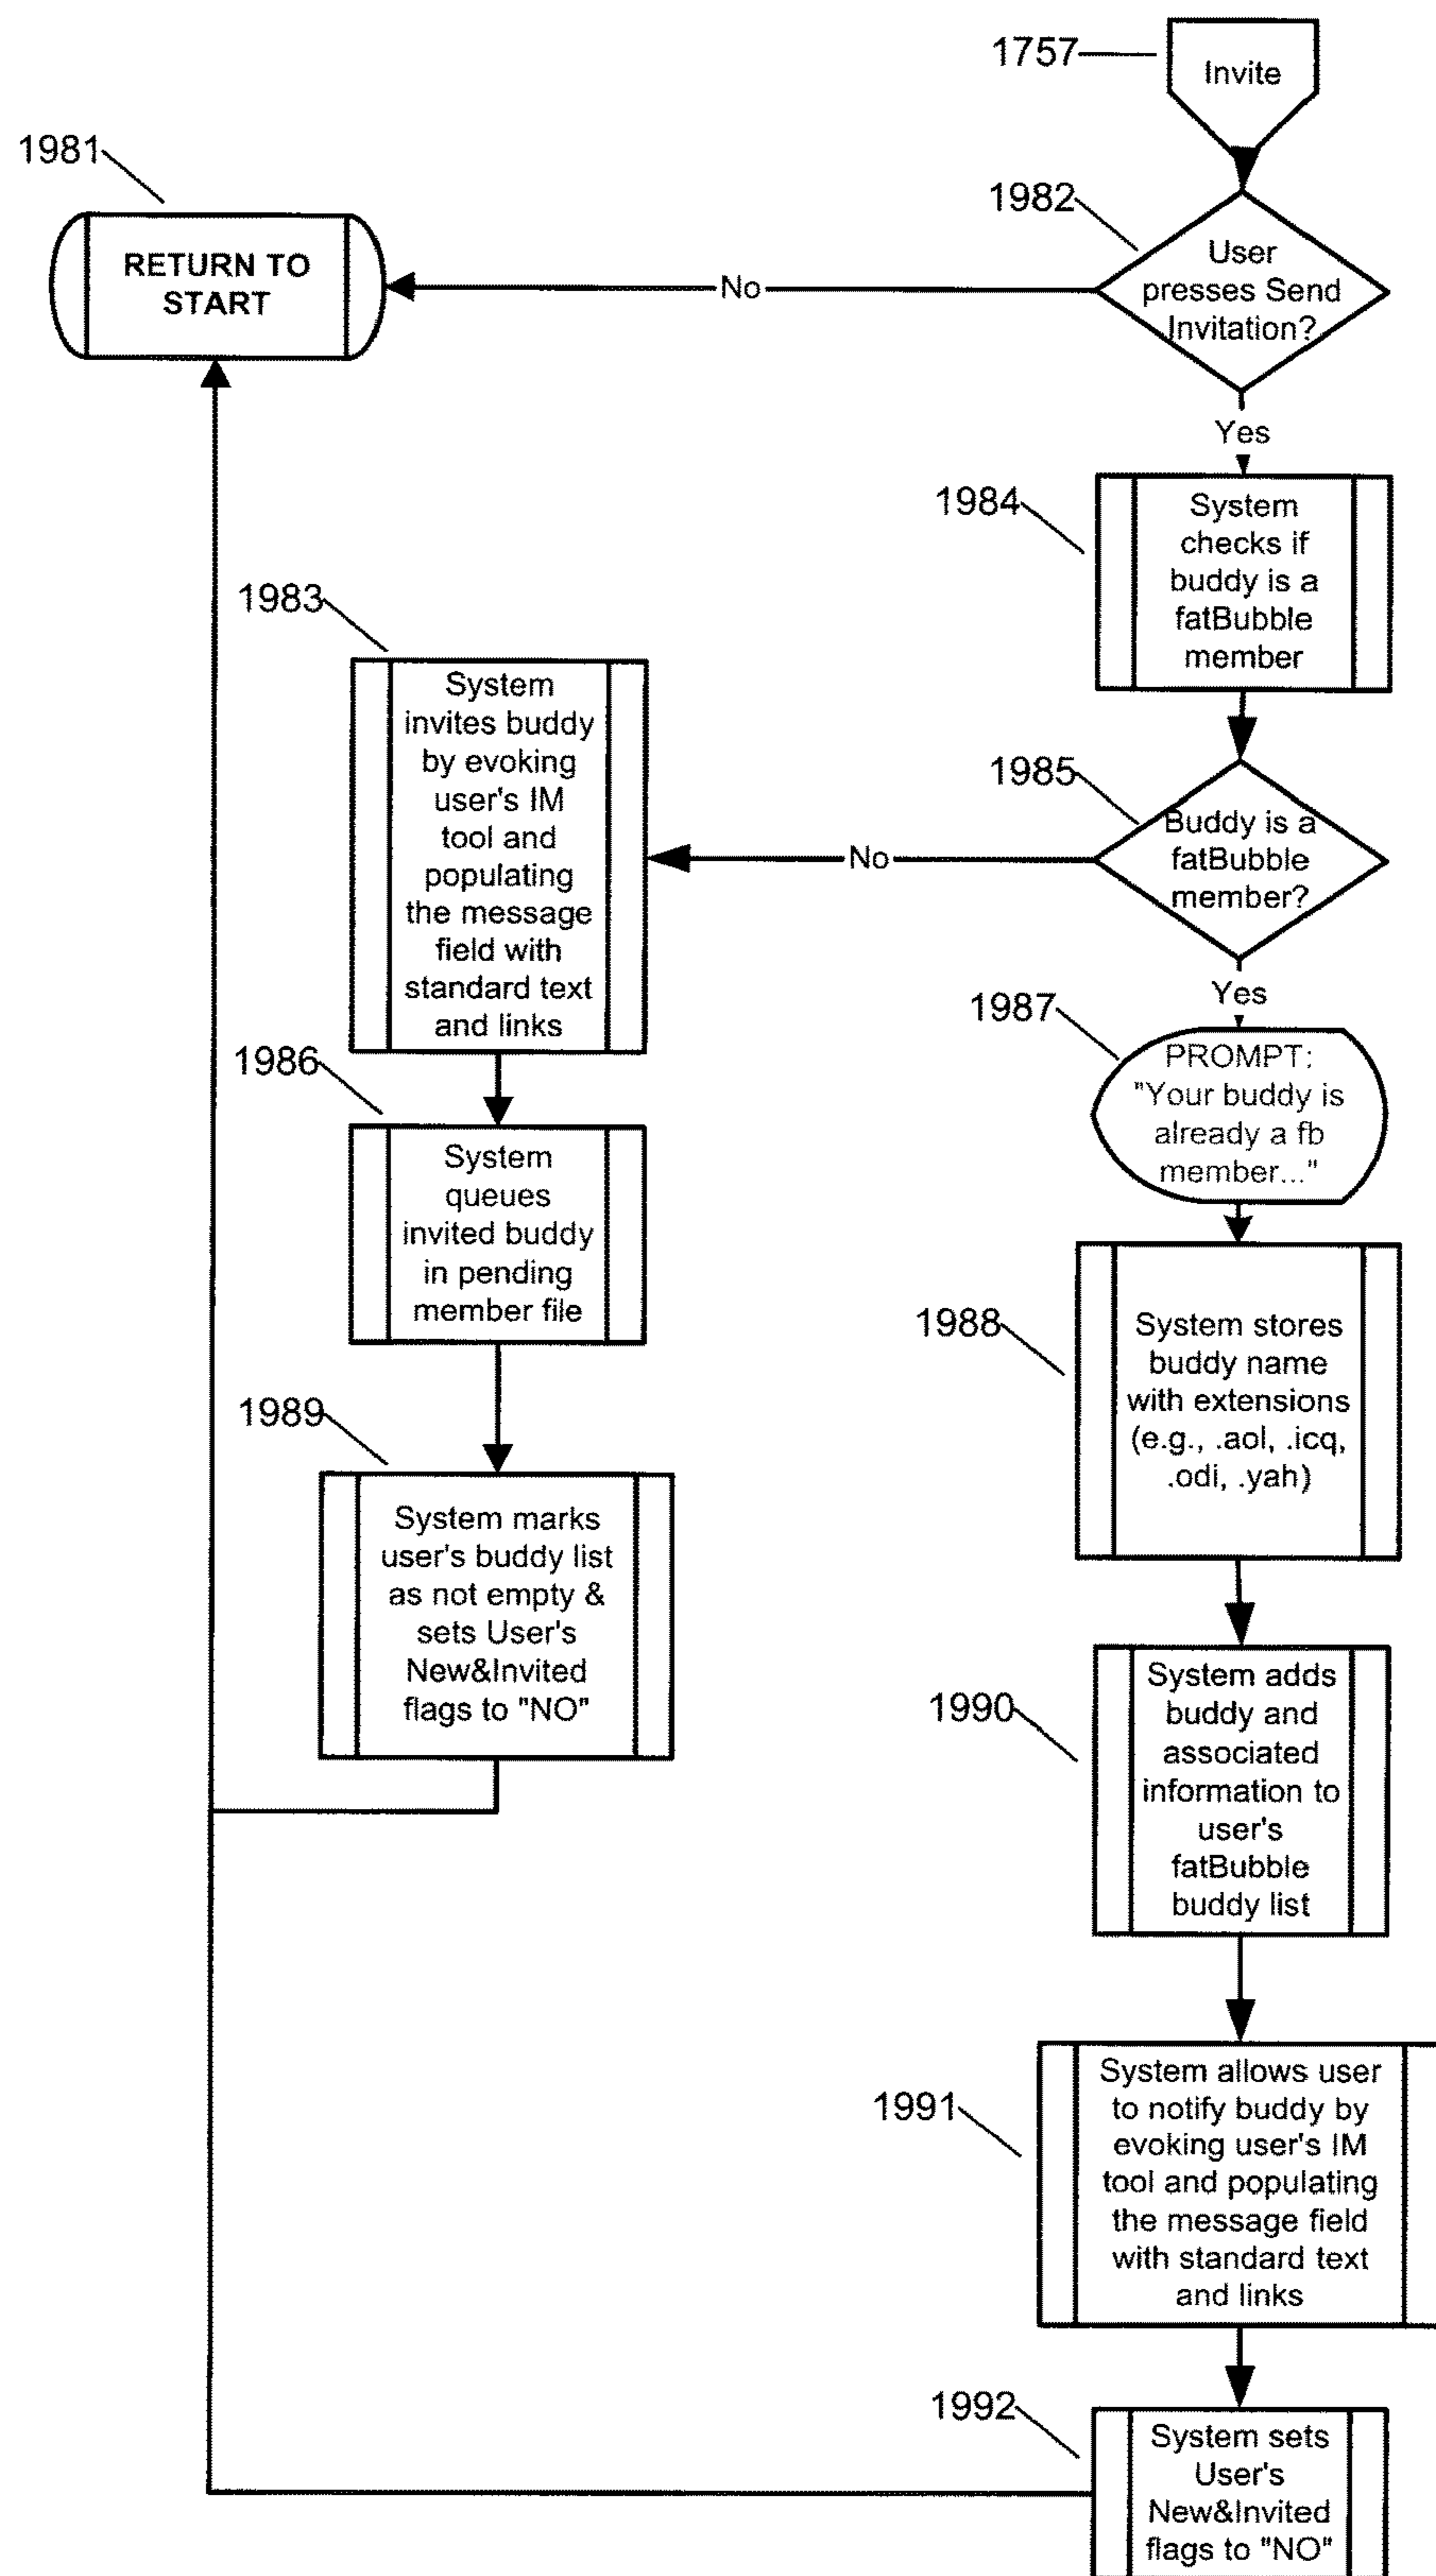 1757
Invite
1981
RETURN TO
START
1982
User
presses Send
Invitation?
No
Yes
1984
System
checks if
buddy is a
fatBubble
member
1983
System
invites buddy
by evoking
user's IM
tool and
populating
the message
field with
standard text
and links
1985
Buddy is a
fatBubble
member?
No
Yes
1987
PROMPT:
"Your buddy is
already a fb
member..."
1986
System
queues
invited buddy
in pending
member file
1988
System stores
buddy name
with extensions
(e.g., .aol, .icq,
.odi, .yah)
1989
System marks
user's buddy list
as not empty &
sets User's
New&Invited
flags to "NO"
1990
System adds
buddy and
associated
information to
user's
fatBubble
buddy list
1991
System allows user
to notify buddy by
evoking user's IM
tool and populating
the message field
with standard text
and links
1992
System sets
User's
New&Invited
flags to "NO"